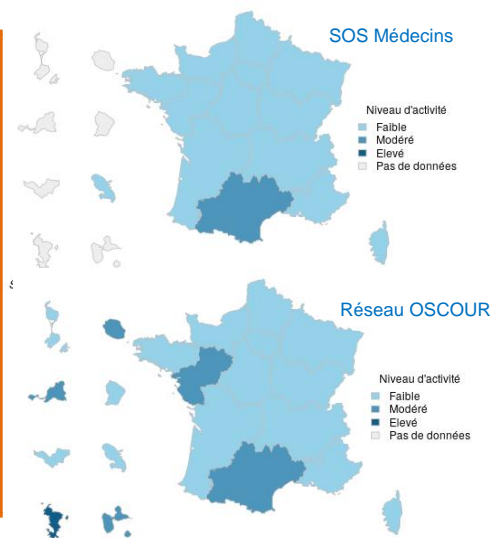 SOS Médecins
Niveau d'activité
Faible
Modéré
Elevé
Pas de données
Réseau OSCOUR
Niveau d'activité
Faible
Modéré
Elevé
Pas de données